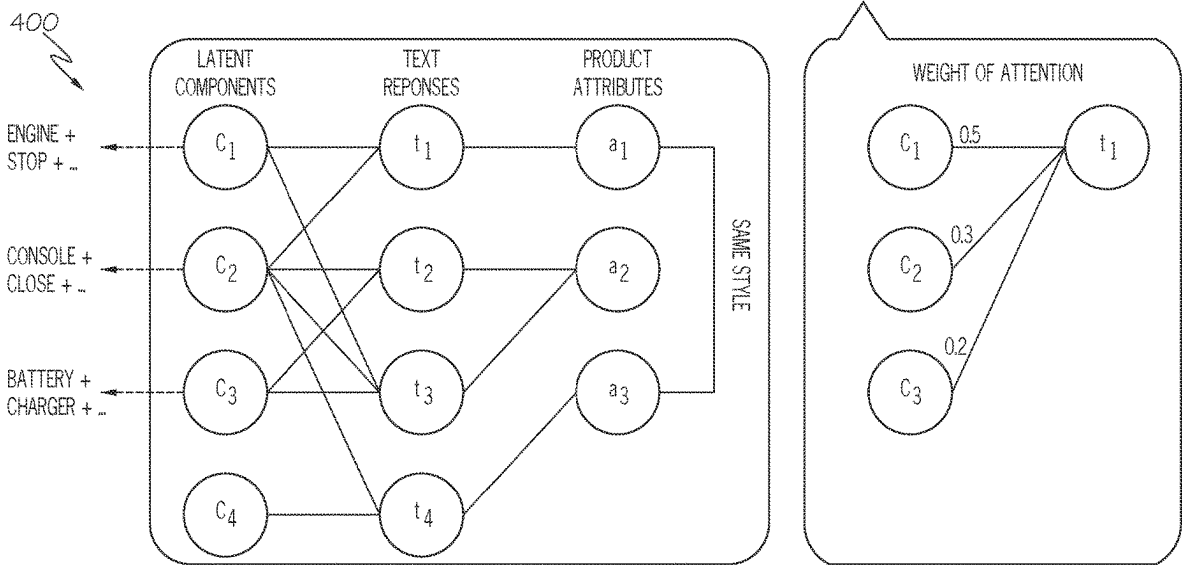 400
LATENT COMPONENTS
TEXT REPONSES
PRODUCT ATTRIBUTES
WEIGHT OF ATTENTION
ENGINE +
STOP + ...
C1
t1
a1
CONSOLE +
CLOSE + ...
C2
t2
a2
BATTERY +
CHARGER + ...
C3
t3
a3
C4
t4
SAME STYLE
C1
0.5
t1
C2
0.3
C3
0.2